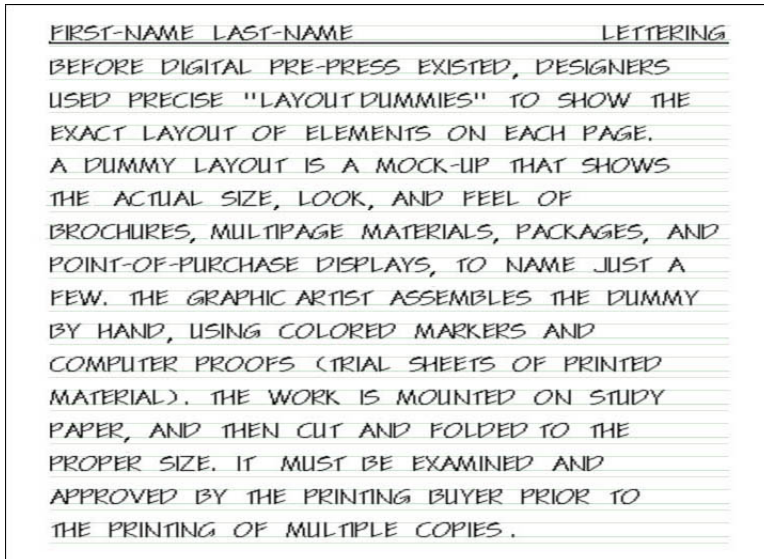 FIRST-NAME LAST-NAME LETTERING
BEFORE DIGITAL PRE-PRESS EXISTED, DESIGNERS
USED PRECISE "LAYOUT DUMMIES" TO SHOW THE
EXACT LAYOUT OF ELEMENTS ON EACH PAGE.
A DUMMY LAYOUT IS A MOCK-UP THAT SHOWS
THE ACTUAL SIZE, LOOK, AND FEEL OF
BROCHURES, MULTIPAGE MATERIALS, PACKAGES, AND
POINT-OF-PURCHASE DISPLAYS, TO NAME JUST A
FEW. THE GRAPHIC ARTIST ASSEMBLES THE DUMMY
BY HAND, USING COLORED MARKERS AND
COMPUTER PROOFS (TRIAL SHEETS OF PRINTED
MATERIAL). THE WORK IS MOUNTED ON STUDY
PAPER, AND THEN CUT AND FOLDED TO THE
PROPER SIZE. IT MUST BE EXAMINED AND
APPROVED BY THE PRINTING BUYER PRIOR TO
THE PRINTING OF MULTIPLE COPIES.